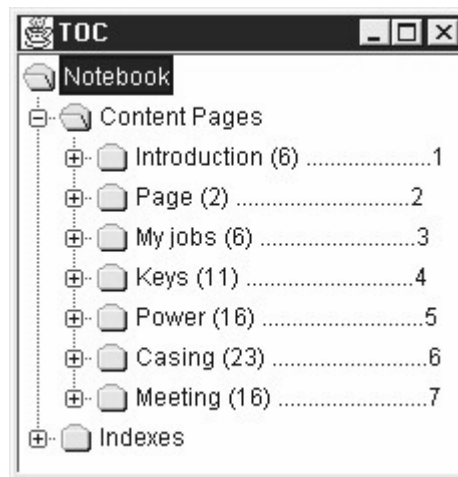 TOC
Notebook
Content Pages
Introduction (6) .....................1
Page (2) .............................2
My jobs (6) ..........................3
Keys (11) ............................4
Power (16) ...........................5
Casing (23) ..........................6
Meeting (16) .........................7
Indexes